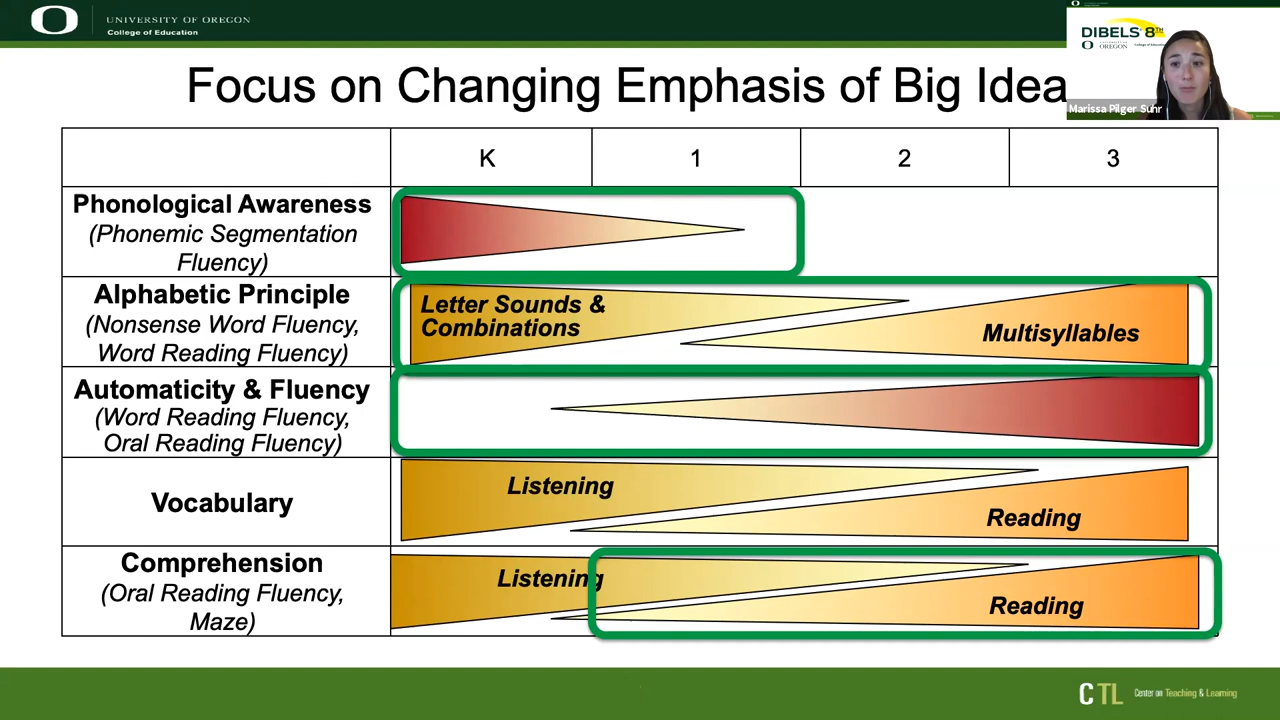 UNIVERSITY OF OREGON
College of Education
DIBELS 8TH
OREGON
Marissa Pilger Suhr
Focus on Changing Emphasis of Big Idea
K 1 2 3
Phonological Awareness
(Phonemic Segmentation
Fluency)
Alphabetic Principle
(Nonsense Word Fluency,
Word Reading Fluency)
Letter Sounds &
Combinations
Multisyllables
Automaticity & Fluency
(Word Reading Fluency,
Oral Reading Fluency)
Vocabulary
Listening
Reading
Comprehension
(Oral Reading Fluency,
Maze)
Listening
Reading
CTL Center on Teaching & Learning